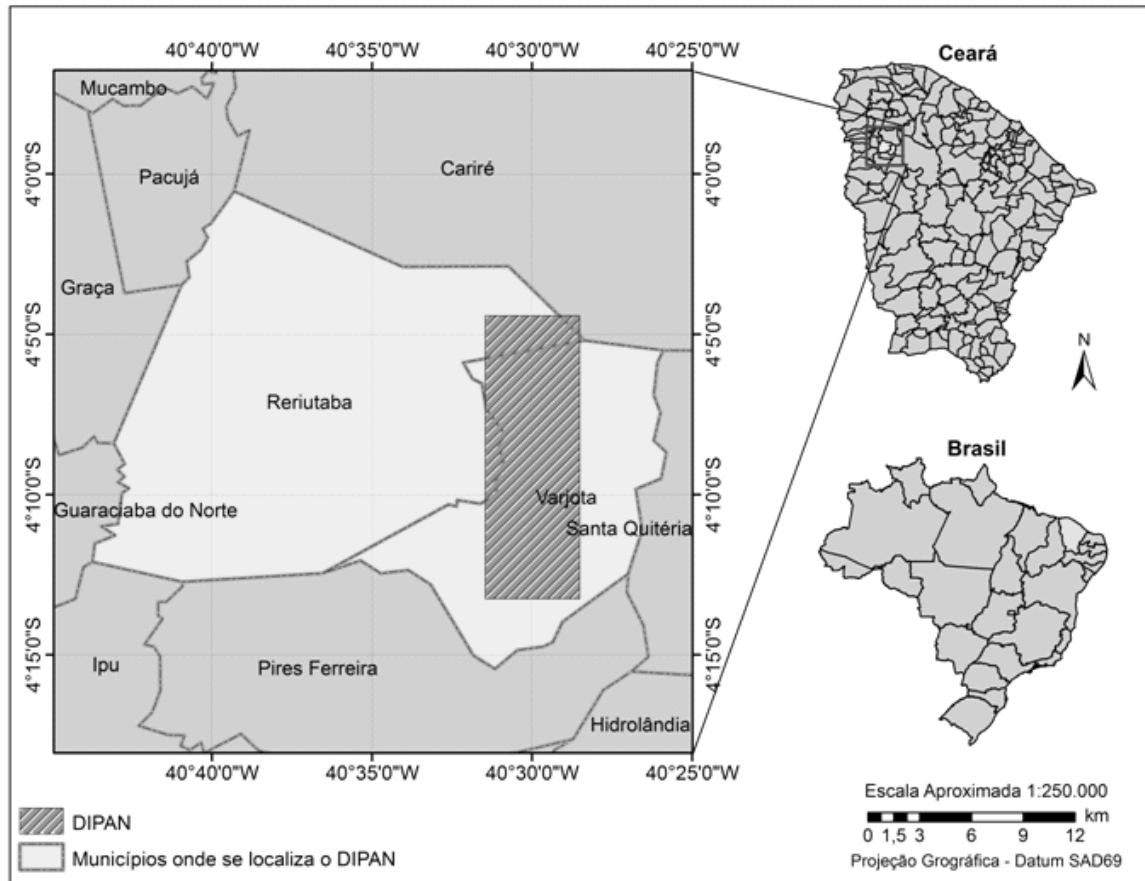 40°40'0"W 40°35'0"W 40°30'0"W 40°25'0"W
Ceará
Mucambo
Pacujá
Cariré
4°0'0"S
4°0'0"S
Graça
4°5'0"S
4°5'0"S
N
Reriutaba
Brasil
4°10'0"S
4°10'0"S
Guaraciaba do Norte
Varjota
Santa Quitéria
4°15'0"S
4°15'0"S
Ipu
Pires Ferreira
Hidrolândia
40°40'0"W 40°35'0"W 40°30'0"W 40°25'0"W
DIPAN
Municípios onde se localiza o DIPAN
Escala Aproximada 1:250.000
km
0 1,5 3 6 9 12
Projeção Grográfica - Datum SAD69